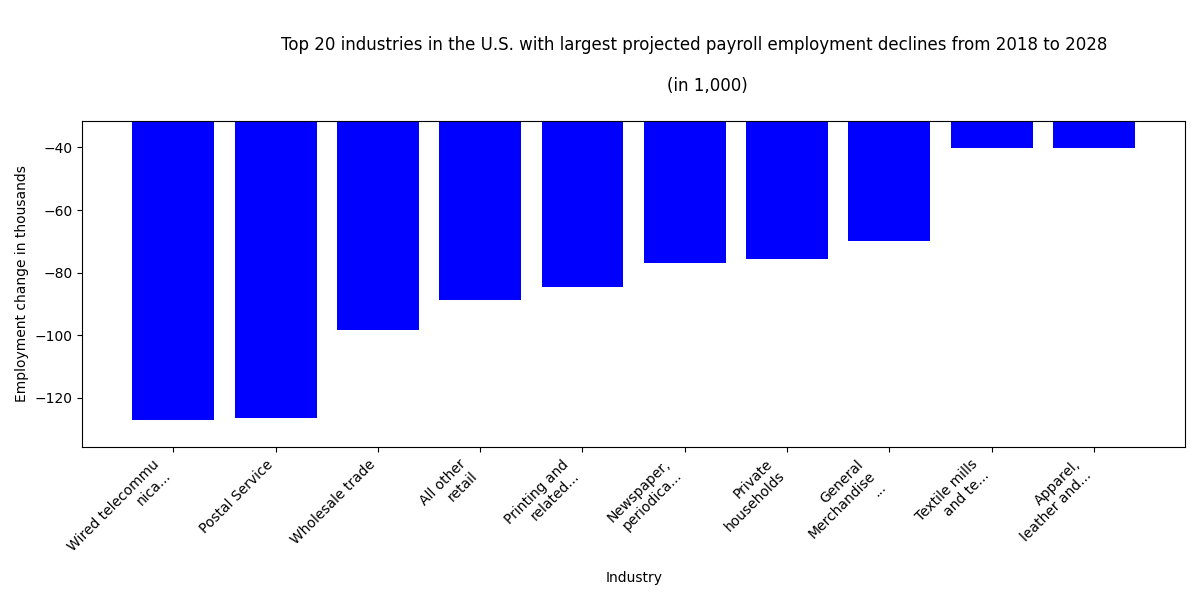 Top 20 industries in the U.S. with largest projected payroll employment declines from 2018 to 2028
(in 1,000)
Employment change in thousands
−40
−60
−80
−100
−120
Wired telecommu
nica...
Postal Service
Wholesale trade
All other
retail
Printing and
related...
Newspaper,
periodica...
Private
households
General
Merchandise
...
Textile mills
and te...
Apparel,
leather and...
Industry